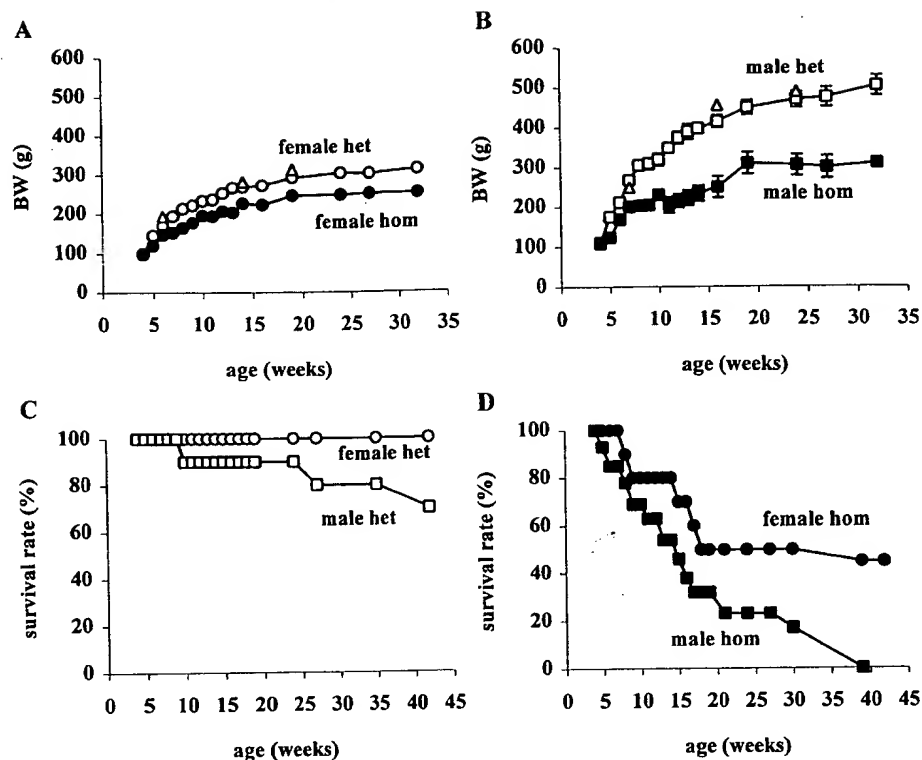 A
600
500
400
300
200
100
0
BW (g)
female het
female hom
0 5 10 15 20 25 30 35
age (weeks)
B
600
500
400
300
200
100
0
BW (g)
male het
male hom
0 5 10 15 20 25 30 35
age (weeks)
C
100
80
60
40
20
0
survival rate (%)
female het
male het
0 5 10 15 20 25 30 35 40 45
age (weeks)
D
100
80
60
40
20
0
survival rate (%)
female hom
male hom
0 5 10 15 20 25 30 35 40 45
age (weeks)